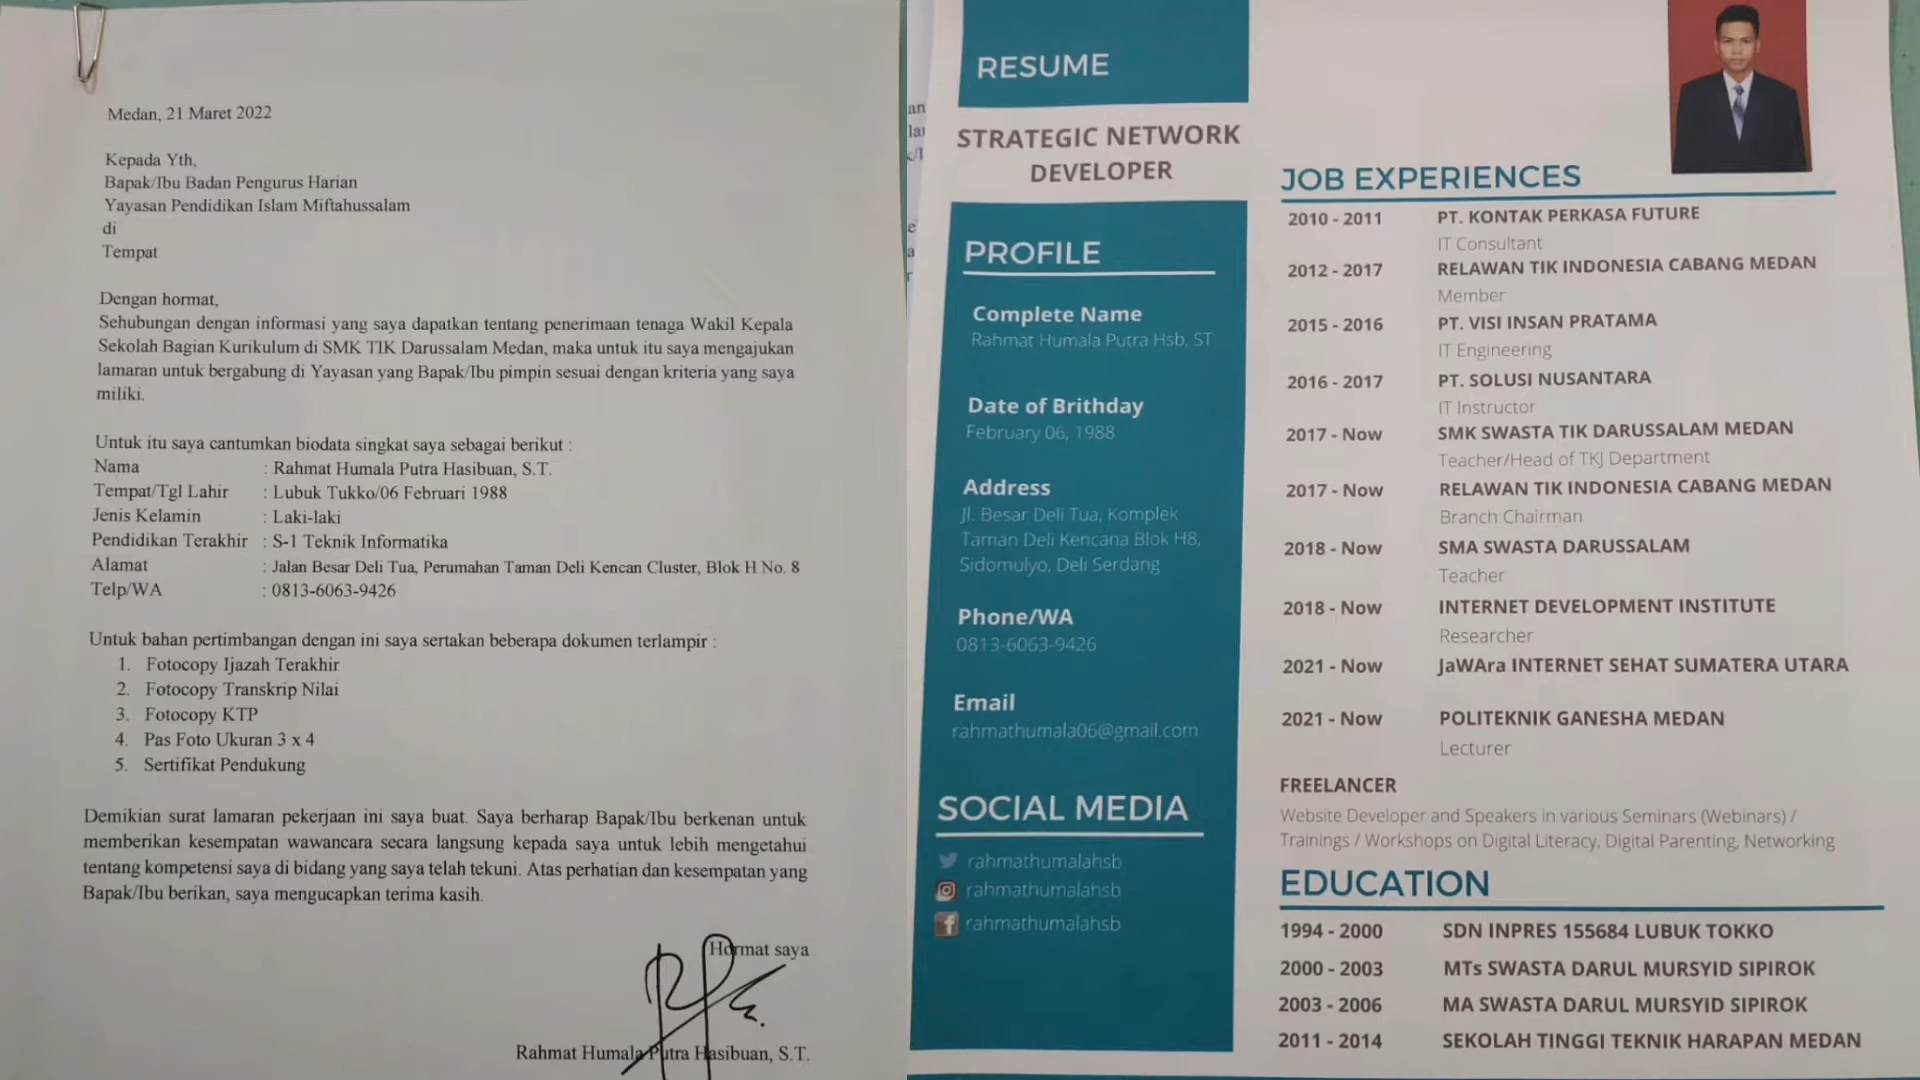 Medan, 21 Maret 2022
Kepada Yth,
Bapak/Ibu Badan Pengurus Harian
Yayasan Pendidikan Islam Miftahussalam
di
Tempat
Dengan hormat,
Sehubungan dengan informasi yang saya dapatkan tentang penerimaan tenaga Wakil Kepala
Sekolah Bagian Kurikulum di SMK TIK Darussalam Medan, maka untuk itu saya mengajukan
lamaran untuk bergabung di Yayasan yang Bapak/Ibu pimpin sesuai dengan kriteria yang saya
miliki.
Untuk itu saya cantumkan biodata singkat saya sebagai berikut :
Nama : Rahmat Humala Putra Hasibuan, S.T.
Tempat/Tgl Lahir : Lubuk Tukko/06 Februari 1988
Jenis Kelamin : Laki-laki
Pendidikan Terakhir : S-1 Teknik Informatika
Alamat : Jalan Besar Deli Tua, Perumahan Taman Deli Kencan Cluster, Blok H No. 8
Telp/WA : 0813-6063-9426
Untuk bahan pertimbangan dengan ini saya sertakan beberapa dokumen terlampir :
1. Fotocopy Ijazah Terakhir
2. Fotocopy Transkrip Nilai
3. Fotocopy KTP
4. Pas Foto Ukuran 3 x 4
5. Sertifikat Pendukung
Demikian surat lamaran pekerjaan ini saya buat. Saya berharap Bapak/Ibu berkenan untuk
memberikan kesempatan wawancara secara langsung kepada saya untuk lebih mengetahui
tentang kompetensi saya di bidang yang saya telah tekuni. Atas perhatian dan kesempatan yang
Bapak/Ibu berikan, saya mengucapkan terima kasih.
Hormat saya
Rahmat Humala Putra Hasibuan, S.T.
RESUME
STRATEGIC NETWORK
DEVELOPER
PROFILE
Complete Name
Rahmat Humala Putra Hsb, ST
Date of Brithday
February 06, 1988
Address
Jl. Besar Deli Tua, Komplek
Taman Deli Kencana Blok H8,
Sidomulyo, Deli Serdang
Phone/WA
0813-6063-9426
Email
rahmathumala06@gmail.com
SOCIAL MEDIA
rahmathumalahsb
rahmathumalahsb
rahmathumalahsb
JOB EXPERIENCES
2010 - 2011 PT. KONTAK PERKASA FUTURE
IT Consultant
2012 - 2017 RELAWAN TIK INDONESIA CABANG MEDAN
Member
2015 - 2016 PT. VISI INSAN PRATAMA
IT Engineering
2016 - 2017 PT. SOLUSI NUSANTARA
IT Instructor
2017 - Now SMK SWASTA TIK DARUSSALAM MEDAN
Teacher/Head of TKJ Department
2017 - Now RELAWAN TIK INDONESIA CABANG MEDAN
Branch Chairman
2018 - Now SMA SWASTA DARUSSALAM
Teacher
2018 - Now INTERNET DEVELOPMENT INSTITUTE
Researcher
2021 - Now JaWAra INTERNET SEHAT SUMATERA UTARA
2021 - Now POLITEKNIK GANESHA MEDAN
Lecturer
FREELANCER
Website Developer and Speakers in various Seminars (Webinars) /
Trainings / Workshops on Digital Literacy, Digital Parenting, Networking
EDUCATION
1994 - 2000 SDN INPRES 155684 LUBUK TOKKO
2000 - 2003 MTs SWASTA DARUL MURSYID SIPIROK
2003 - 2006 MA SWASTA DARUL MURSYID SIPIROK
2011 - 2014 SEKOLAH TINGGI TEKNIK HARAPAN MEDAN